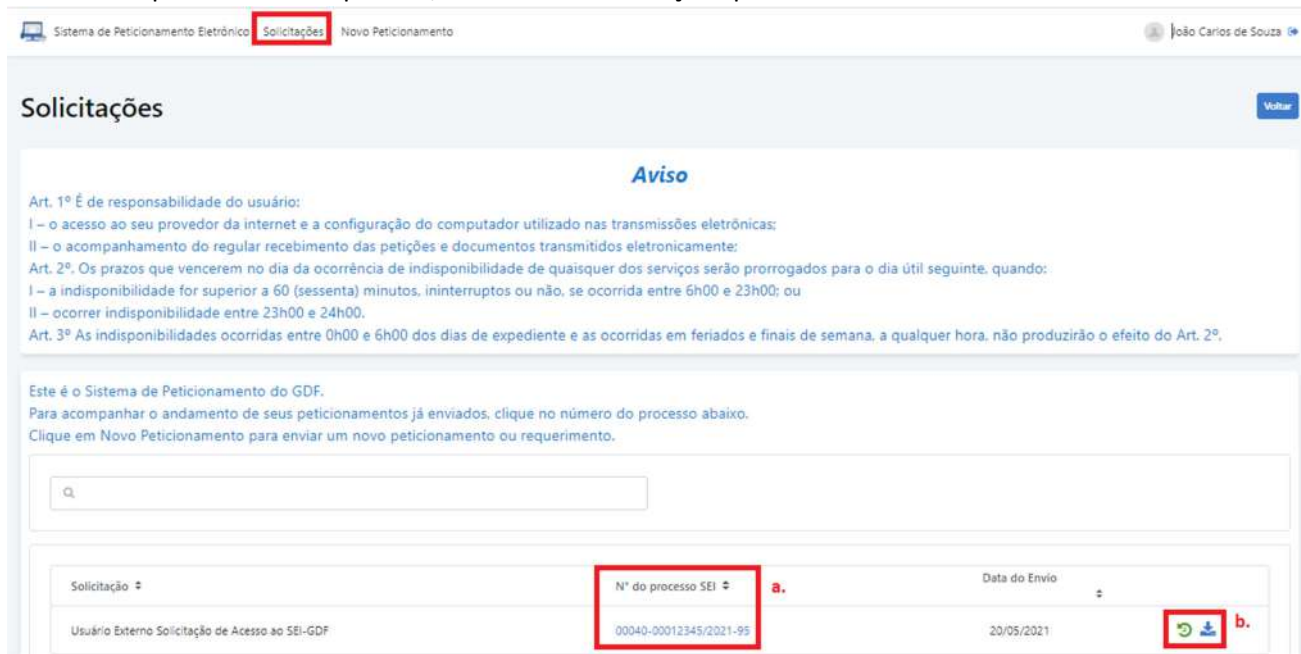 Sistema de Peticionamento Eletrônico Solicitações Novo Peticionamento João Carlos de Souza
Solicitações
Voltar
Aviso
Art. 1º É de responsabilidade do usuário:
I – o acesso ao seu provedor da internet e a configuração do computador utilizado nas transmissões eletrônicas;
II – o acompanhamento do regular recebimento das petições e documentos transmitidos eletronicamente;
Art. 2º. Os prazos que vencerem no dia da ocorrência de indisponibilidade de quaisquer dos serviços serão prorrogados para o dia útil seguinte, quando:
I – a indisponibilidade for superior a 60 (sessenta) minutos, ininterruptos ou não, se ocorrida entre 6h00 e 23h00; ou
II – ocorrer indisponibilidade entre 23h00 e 24h00.
Art. 3º As indisponibilidades ocorridas entre 0h00 e 6h00 dos dias de expediente e as ocorridas em feriados e finais de semana, a qualquer hora, não produzirão o efeito do Art. 2º.
Este é o Sistema de Peticionamento do GDF.
Para acompanhar o andamento de seus peticionamentos já enviados, clique no número do processo abaixo.
Clique em Novo Peticionamento para enviar um novo peticionamento ou requerimento.
Solicitação N° do processo SEI a. Data do Envio
Usuário Externo Solicitação de Acesso ao SEI-GDF 00040-00012345/2021-95 20/05/2021 b.